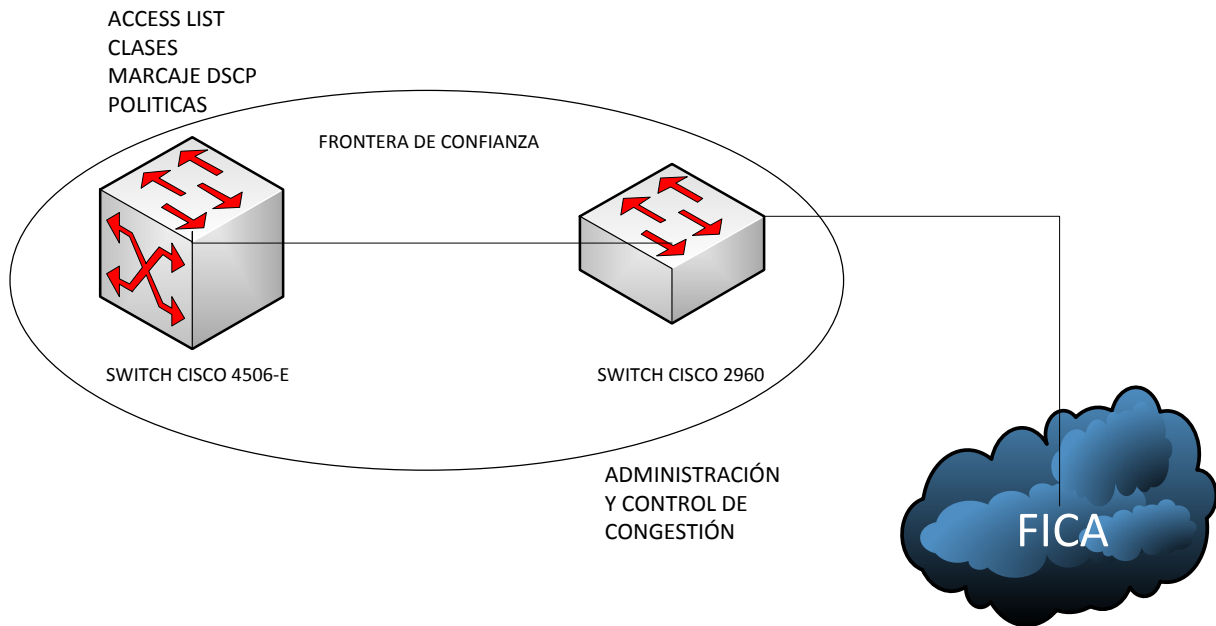 ACCESS LIST
CLASES
MARCAJE DSCP
POLITICAS
FRONTERA DE CONFIANZA
SWITCH CISCO 4506-E
SWITCH CISCO 2960
ADMINISTRACIÓN
Y CONTROL DE
CONGESTIÓN
FICA